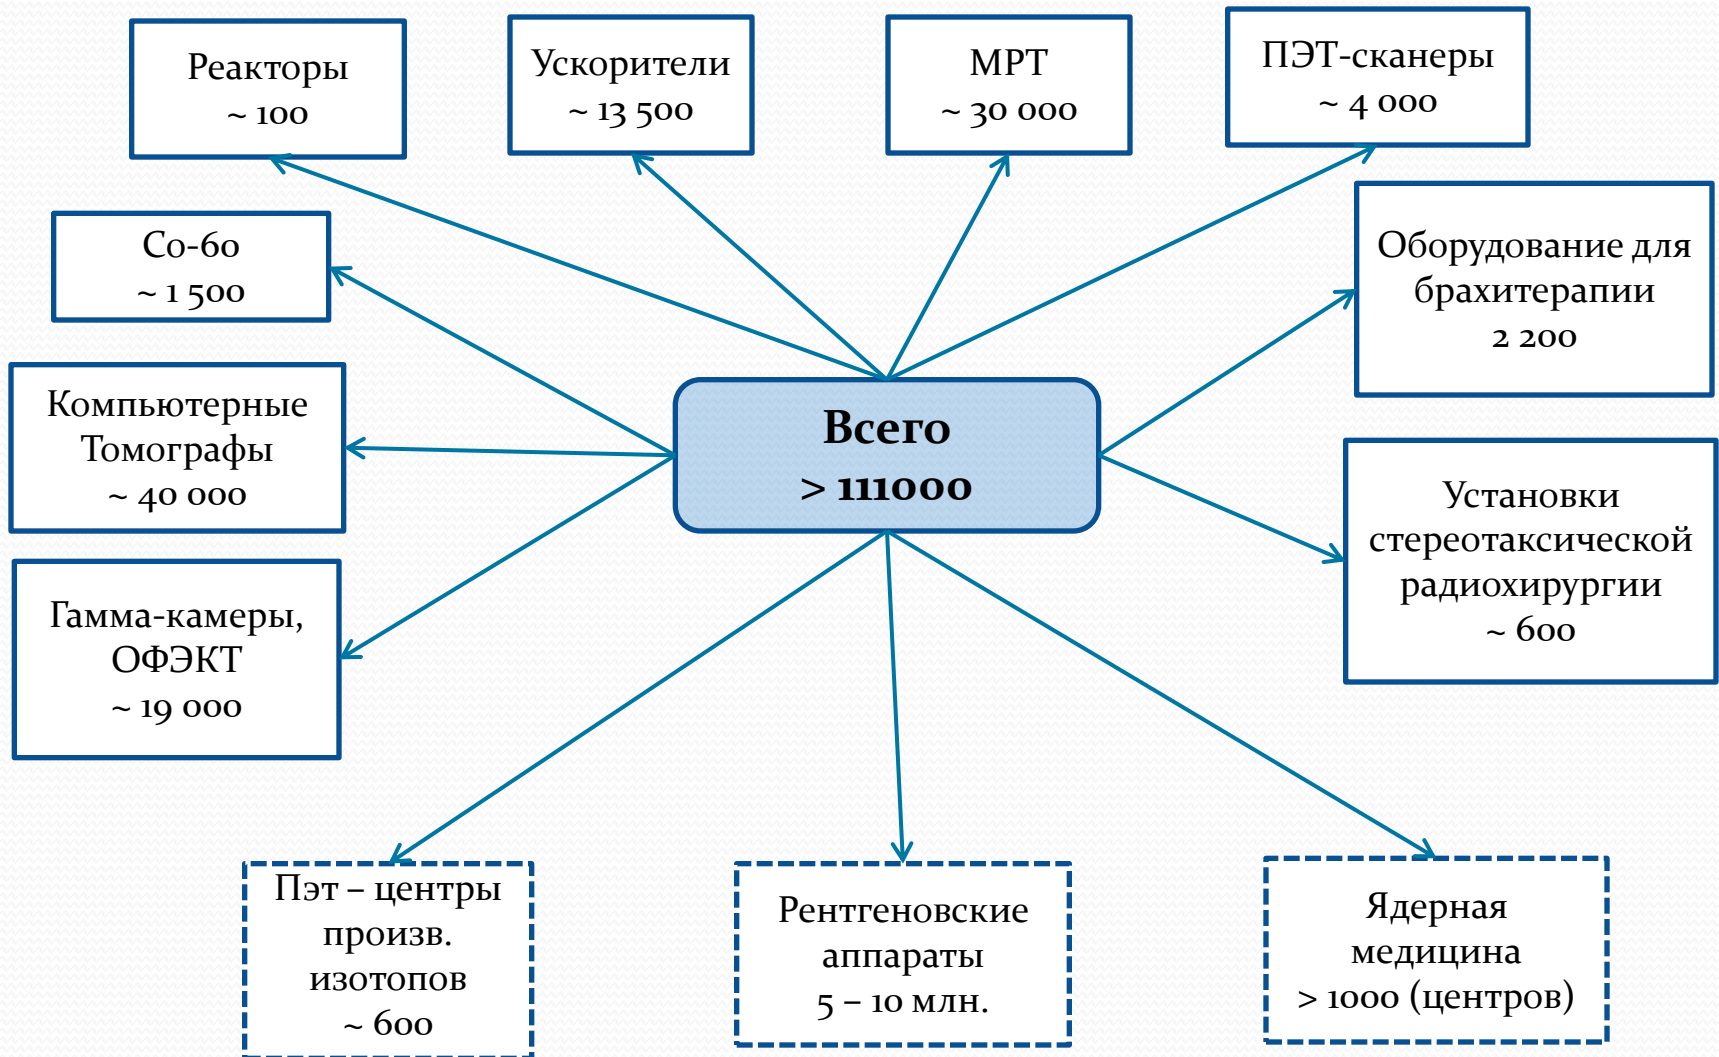 Реакторы
~ 100
Ускорители
~ 13 500
МРТ
~ 30 000
ПЭТ-сканеры
~ 4 000
Со-60
~ 1 500
Оборудование для
брахитерапии
2 200
Компьютерные
Томографы
~ 40 000
Всего
> 111000
Установки
стереотаксической
радиохирургии
~ 600
Гамма-камеры,
ОФЭКТ
~ 19 000
Пэт – центры
произв.
изотопов
~ 600
Рентгеновские
аппараты
5 – 10 млн.
Ядерная
медицина
> 1000 (центров)